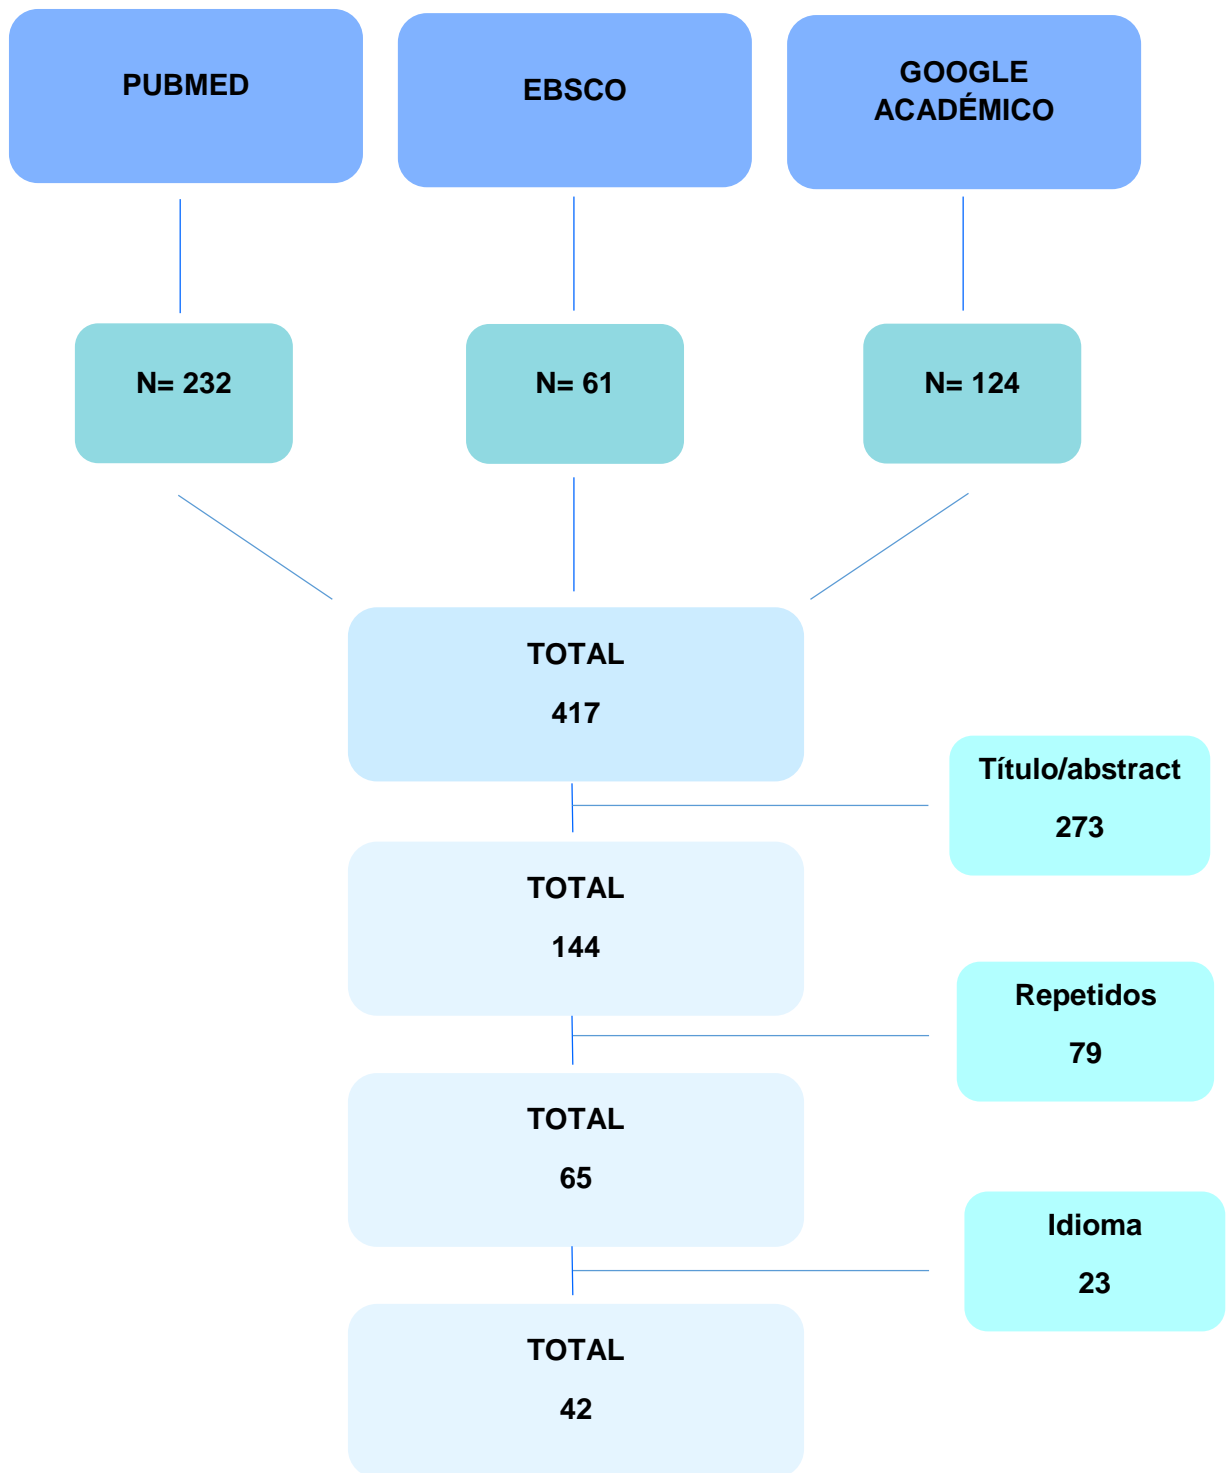 PUBMED
EBSCO
GOOGLE
ACADÉMICO
N= 232
N= 61
N= 124
TOTAL
417
Título/abstract
273
TOTAL
144
Repetidos
79
TOTAL
65
Idioma
23
TOTAL
42